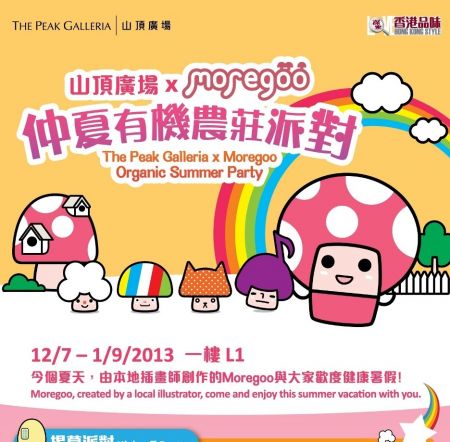 THE PEAK GALLERIA | 山頂廣場
香港品味
HONG KONG STYLE
山頂廣場 x moregoo
仲夏有機農莊派對
The Peak Galleria x Moregoo
Organic Summer Party
12/7 – 1/9/2013 一樓 L1
今個夏天，由本地插畫師創作的Moregoo與大家歡度健康暑假!
Moregoo, created by a local illustrator, come and enjoy this summer vacation with you.